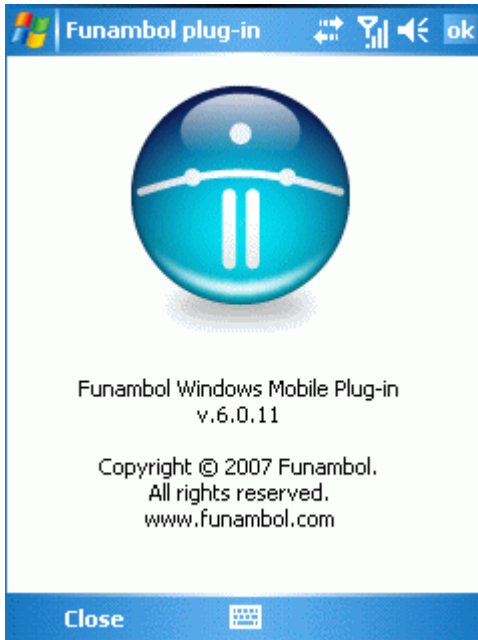 Funambol plug-in
ok
Funambol Windows Mobile Plug-in
v.6.0.11
Copyright © 2007 Funambol.
All rights reserved.
www.funambol.com
Close